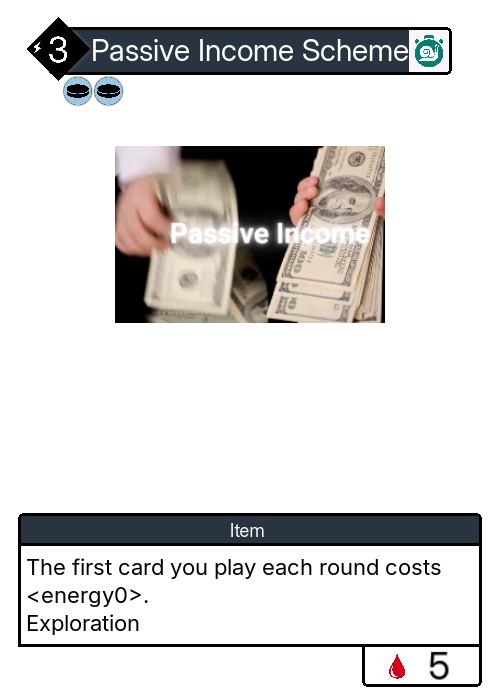 3 Passive Income Scheme
Passive Income
Item
The first card you play each round costs
<energy0>.
Exploration
5